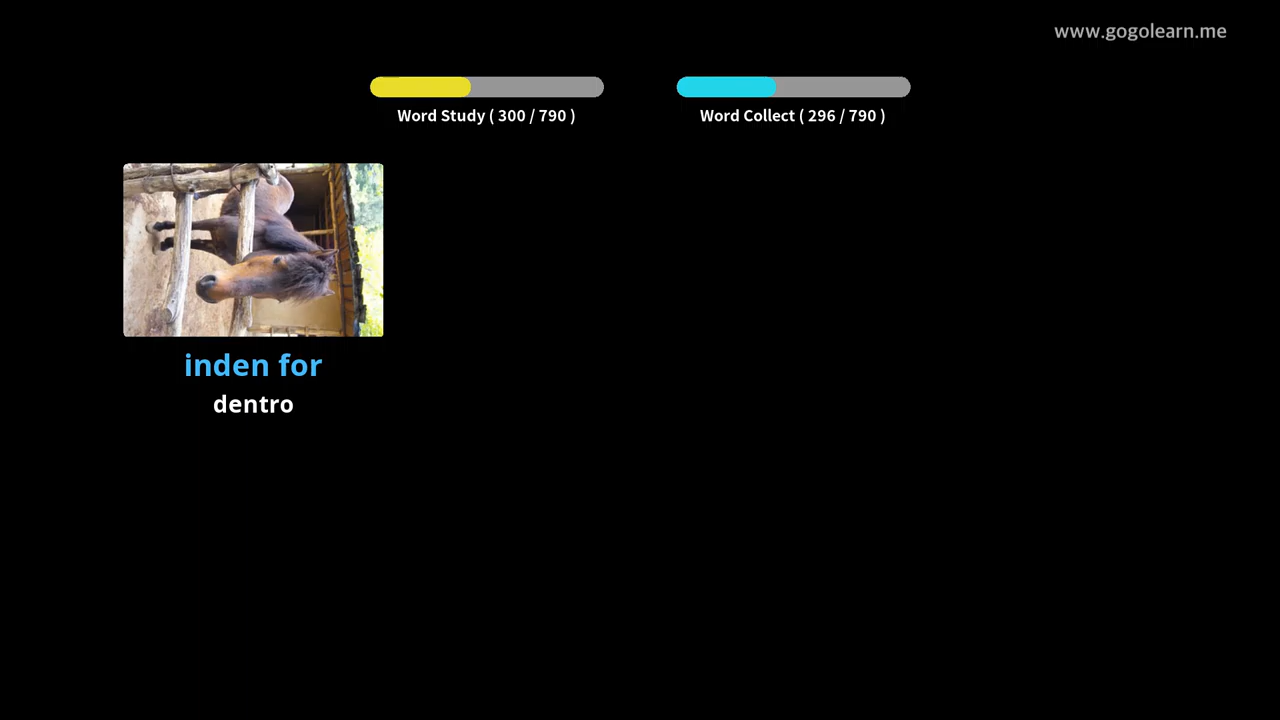 www.gogolearn.me
Word Study ( 300 / 790 )
Word Collect ( 296 / 790 )
inden for
dentro